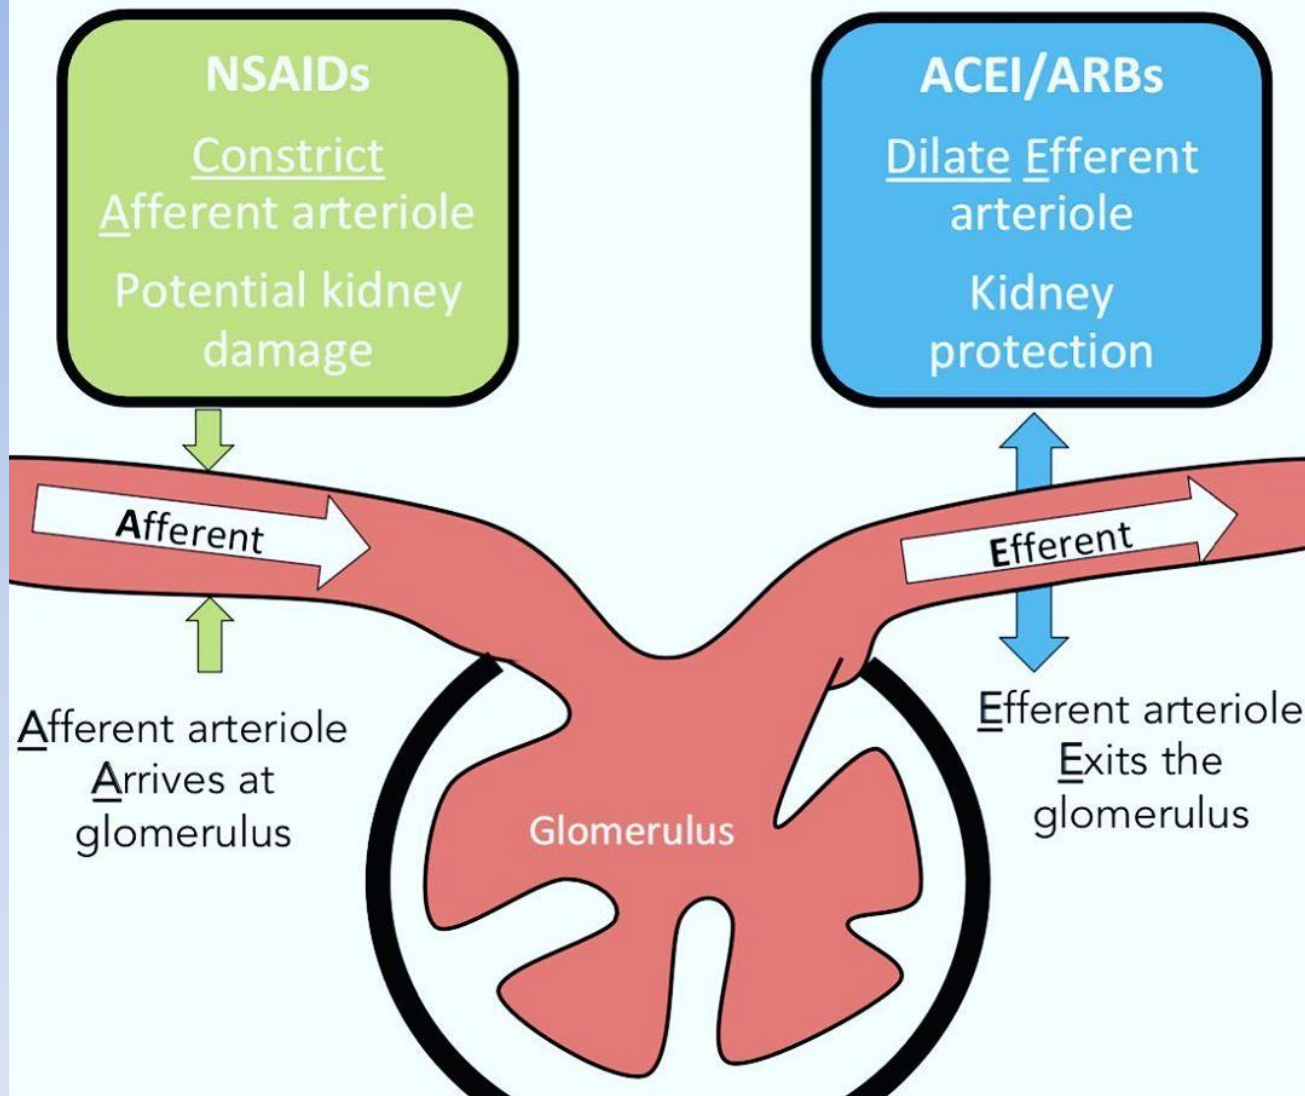 NSAIDs
Constrict
Afferent arteriole
Potential kidney
damage
ACEI/ARBs
Dilate Efferent
arteriole
Kidney
protection
Afferent
Efferent
Afferent arteriole
Arrives at
glomerulus
Efferent arteriole
Exits the
glomerulus
Glomerulus